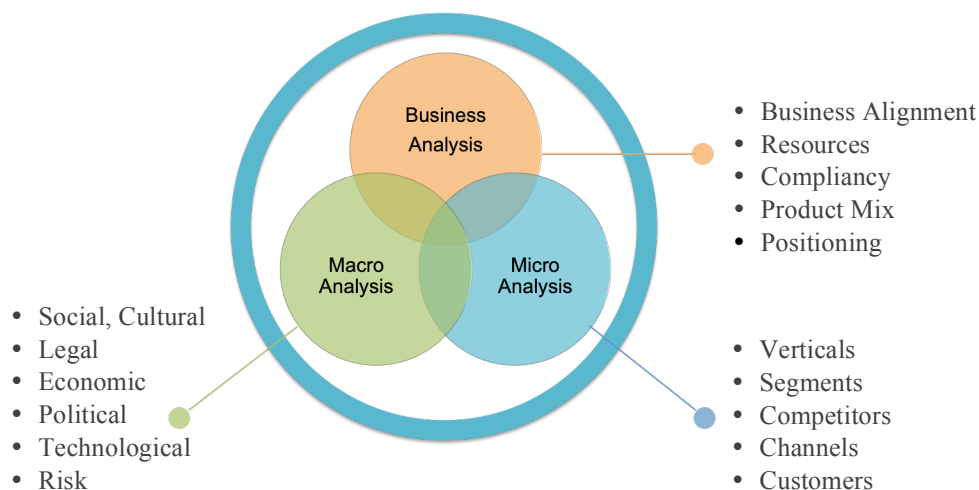 Business
Analysis
Macro
Analysis
Micro
Analysis
• Business Alignment
• Resources
• Compliancy
• Product Mix
• Positioning
• Social, Cultural
• Legal
• Economic
• Political
• Technological
• Risk
• Verticals
• Segments
• Competitors
• Channels
• Customers